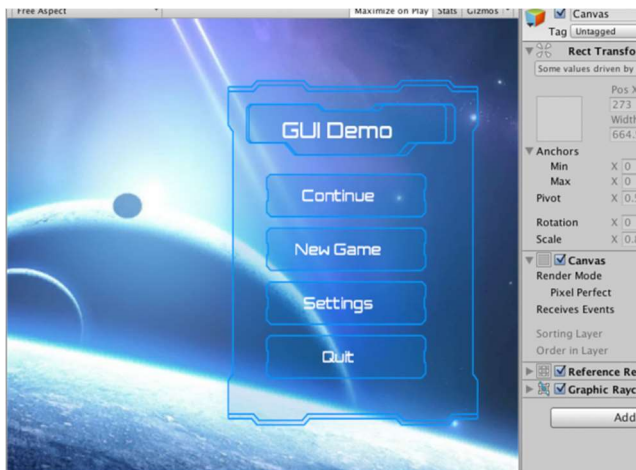 Free Aspect
Maximize on Play Stats Gizmos
Canvas
Tag Untagged
Rect Transfo
Some values driven by
Pos X
273
Width
664.
Anchors
Min X 0
Max X 0
Pivot X 0.5
Rotation X 0
Scale X 0.8
Canvas
Render Mode
Pixel Perfect
Receives Events
Sorting Layer
Order in Layer
Reference Re
Graphic Rayc
Add
GUI Demo
Continue
New Game
Settings
Quit